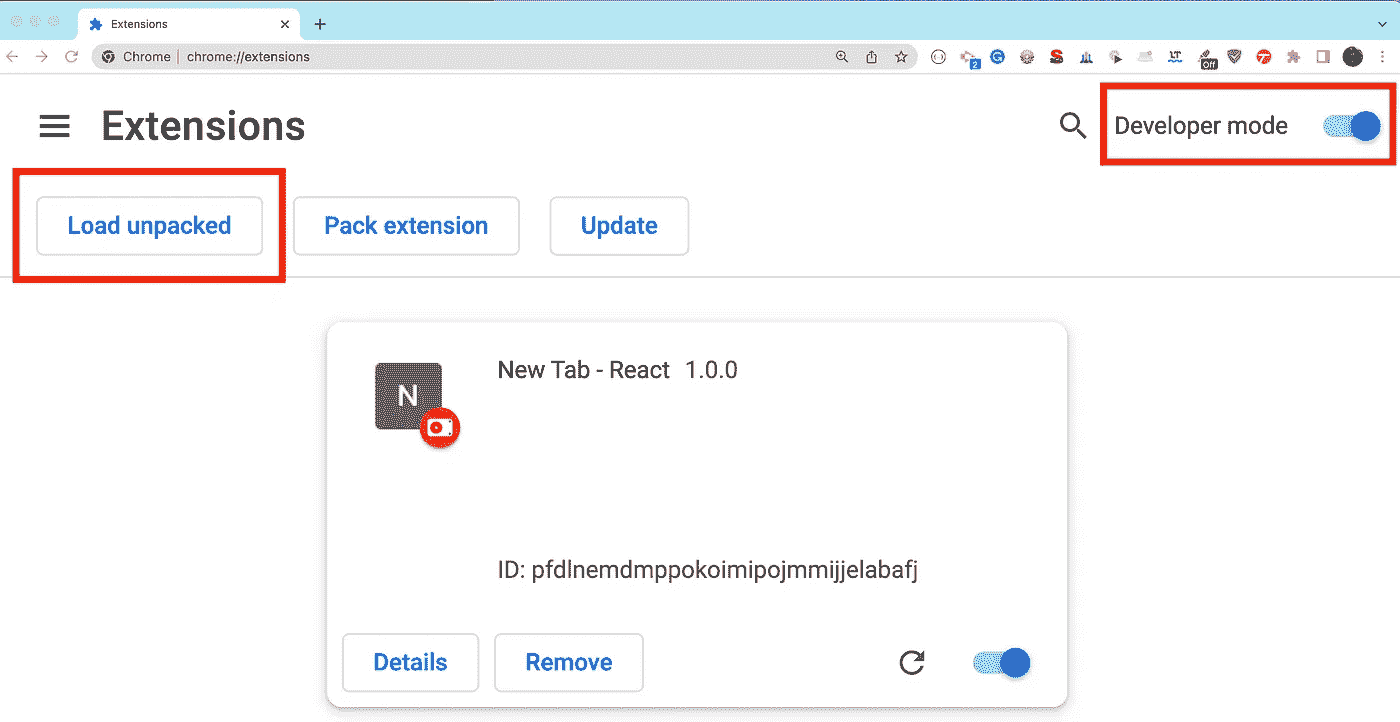 Extensions
Chrome chrome://extensions
2
G
S
LT
Off
Extensions
Developer mode
Load unpacked
Pack extension
Update
N
New Tab - React 1.0.0
ID: pfdlnemdmppokoimipojmmijjelabafj
Details
Remove